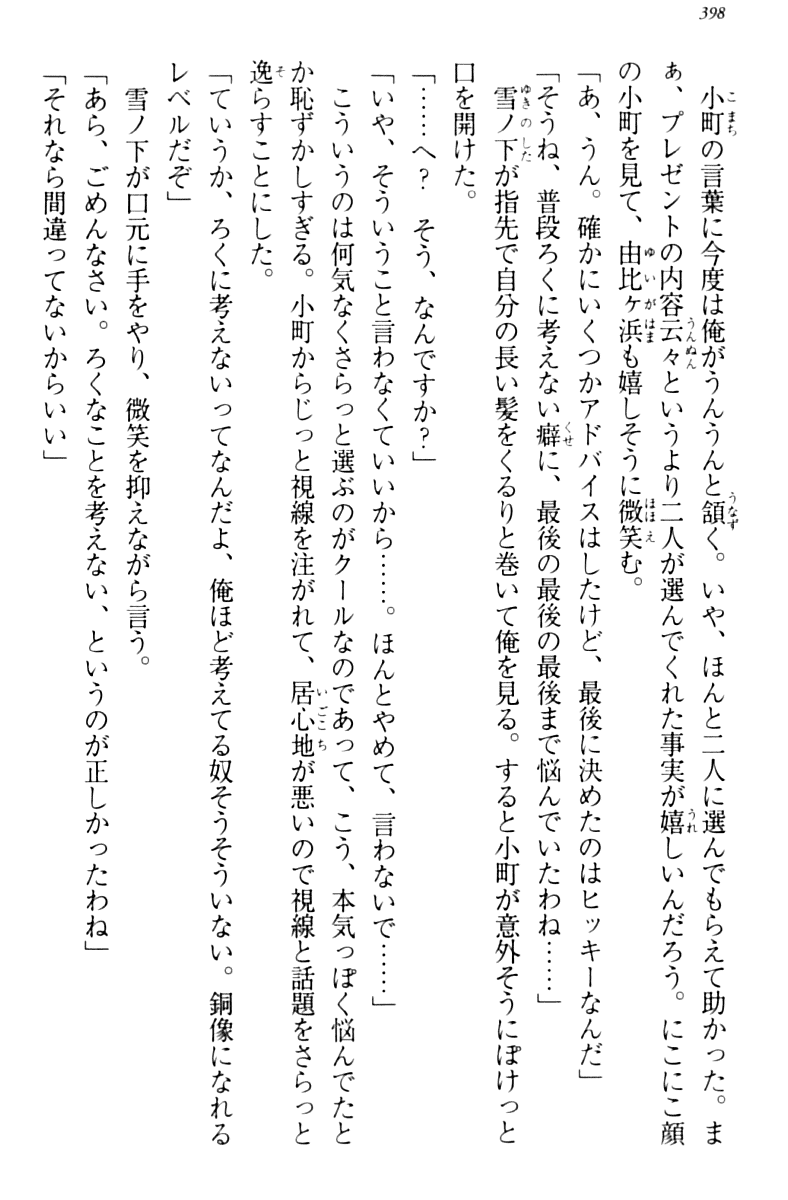 398
小町の言葉に今度は俺がうんうんと頷く。いや、ほんと二人に選んでもらえて助かった。ま
ぁ、プレゼントの内容云々というより二人が選んでくれた事実が嬉しいんだろう。にこにこ顔
の小町を見て、由比ヶ浜も嬉しそうに微笑む。
「あ、うん。確かにいくつかアドバイスはしたけど、最後に決めたのはヒッキーなんだ」
「そうね、普段ろくに考えない癖に、最後の最後の最後まで悩んでいたわね……」
雪ノ下が指先で自分の長い髪をくるりと巻いて俺を見る。すると小町が意外そうにぽけっと
口を開けた。
「……へ？　そう、なんですか？」
「いや、そういうこと言わなくていいから……。ほんとやめて、言わないで……」
こういうのは何気なくさらっと選ぶのがクールなのであって、こう、本気っぽく悩んでたと
か恥ずかしすぎる。小町からじっと視線を注がれて、居心地が悪いので視線と話題をさらっと
逸らすことにした。
「ていうか、ろくに考えないってなんだよ、俺ほど考えてる奴そうそういない。銅像になれる
レベルだぞ」
雪ノ下が口元に手をやり、微笑を抑えながら言う。
「あら、ごめんなさい。ろくなことを考えない、というのが正しかったわね」
「それなら間違ってないからいい」